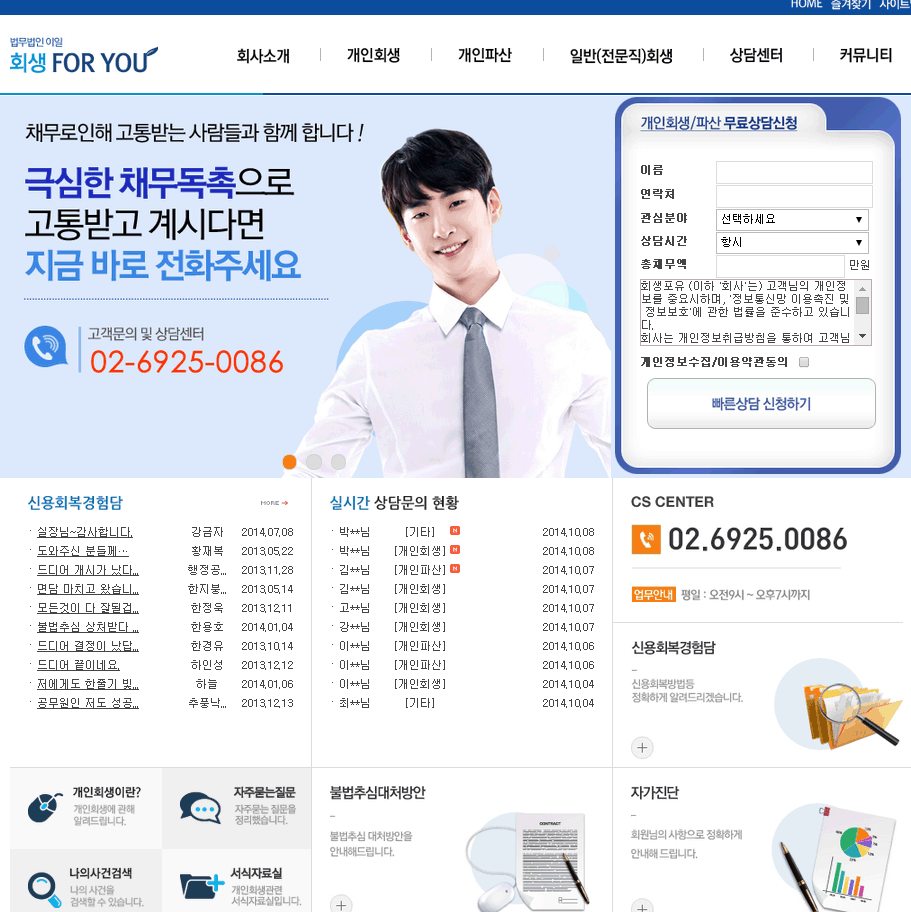 HOME 즐겨찾기 사이트
법무법인 이일
회생 FOR YOU
회사소개
개인회생
개인파산
일반(전문직)회생
상담센터
커뮤니티
채무로인해 고통받는 사람들과 함께 합니다 !
극심한 채무독촉으로
고통받고 계시다면
지금 바로 전화주세요
고객문의 및 상담센터
02-6925-0086
개인회생/파산 무료상담신청
이름
연락처
관심분야 선택하세요
상담시간 항시
총채무액 만원
회생포유 (이하 '회사'는) 고객님의 개인정
보를 중요시하며, '정보통신망 이용촉진 및
정보보호'에 관한 법률을 준수하고 있습니
다.
회사는 개인정보취급방침을 통하여 고객님
개인정보수집/이용약관동의
빠른상담 신청하기
신용회복경험담 MORE
실장님~감사합니다. 강금자 2014.07.08
도와주신 분들께… 황재복 2013.05.22
드디어 개시가 났다... 행정공... 2013.11.28
면담 마치고 왔습니... 한지붕... 2013.05.14
모든것이 다 잘될겁... 한정욱 2013.12.11
불법추심 상처받다 ... 한용호 2014.01.04
드디어 결정이 났답... 한경유 2013.10.14
드디어 끝이네요. 하인성 2013.12.12
저에게도 한줄기 빛... 하늘 2014.01.06
공무원인 저도 성공... 추풍낙... 2013.12.13
실시간 상담문의 현황
박**님 [기타] N 2014.10.08
박**님 [개인회생] N 2014.10.08
김**님 [개인파산] N 2014.10.07
김**님 [개인회생] 2014.10.07
고**님 [개인회생] 2014.10.07
강**님 [개인회생] 2014.10.07
이**님 [개인파산] 2014.10.06
이**님 [개인파산] 2014.10.06
이**님 [개인회생] 2014.10.04
최**님 [기타] 2014.10.04
CS CENTER
02.6925.0086
업무안내 평일 : 오전9시 ~ 오후7시까지
신용회복경험담
신용회복방법등
정확하게 알려드리겠습니다.
개인회생이란?
개인회생에 관해
알려드립니다.
자주묻는질문
자주묻는 질문을
정리했습니다.
나의사건검색
나의 사건을
검색할 수 있습니다.
서식자료실
개인회생관련
서식자료실입니다.
불법추심대처방안
불법추심 대처방안을
안내해드립니다.
CONTRACT
자가진단
회원님의 사항으로 정확하게
안내해 드립니다.